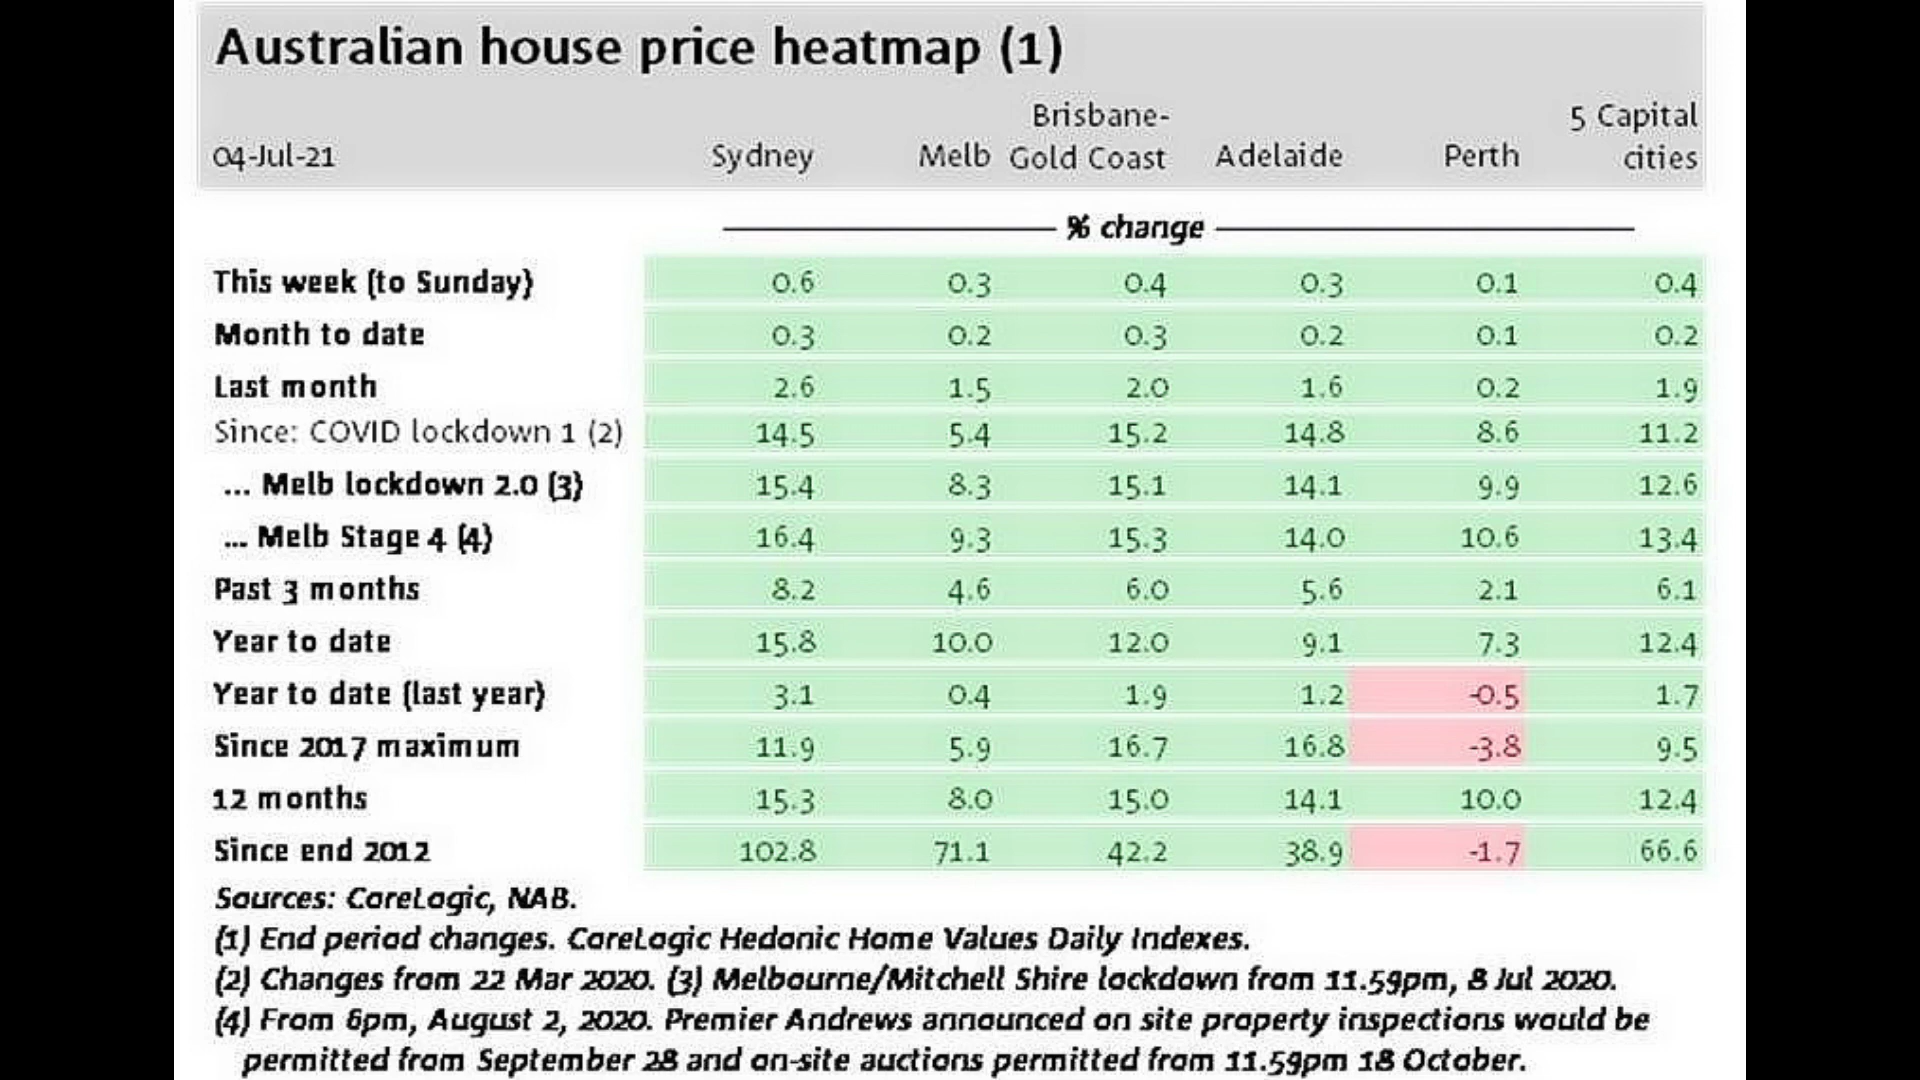 Australian house price heatmap (1)
Brisbane- 5 Capital
04-Jul-21 Sydney Melb Gold Coast Adelaide Perth cities
% change
This week (to Sunday) 0.6 0.3 0.4 0.3 0.1 0.4
Month to date 0.3 0.2 0.3 0.2 0.1 0.2
Last month 2.6 1.5 2.0 1.6 0.2 1.9
Since: COVID lockdown 1 (2) 14.5 5.4 15.2 14.8 8.6 11.2
... Melb lockdown 2.0 (3) 15.4 8.3 15.1 14.1 9.9 12.6
... Melb Stage 4 (4) 16.4 9.3 15.3 14.0 10.6 13.4
Past 3 months 8.2 4.6 6.0 5.6 2.1 6.1
Year to date 15.8 10.0 12.0 9.1 7.3 12.4
Year to date (last year) 3.1 0.4 1.9 1.2 -0.5 1.7
Since 2017 maximum 11.9 5.9 16.7 16.8 -3.8 9.5
12 months 15.3 8.0 15.0 14.1 10.0 12.4
Since end 2012 102.8 71.1 42.2 38.9 -1.7 66.6
Sources: CoreLogic, NAB.
(1) End period changes. CoreLogic Hedonic Home Values Daily Indexes.
(2) Changes from 22 Mar 2020. (3) Melbourne/Mitchell Shire lockdown from 11.59pm, 8 Jul 2020.
(4) From 6pm, August 2, 2020. Premier Andrews announced on site property inspections would be
permitted from September 28 and on-site auctions permitted from 11.59pm 18 October.